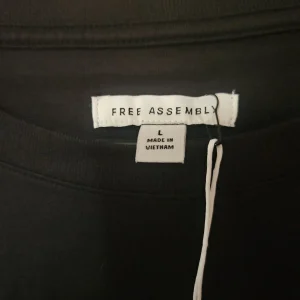 FREE ASSEMBLY
L
MADE IN
VIETNAM